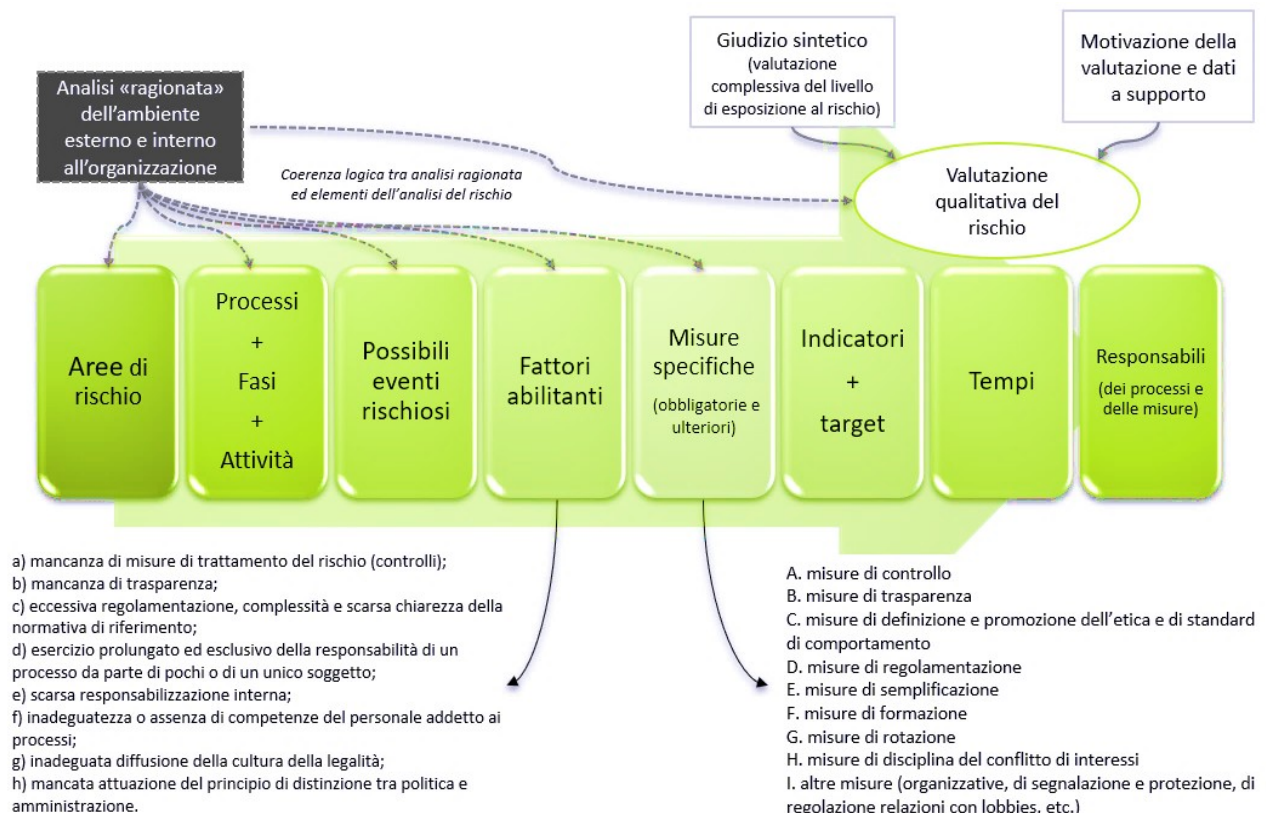 Giudizio sintetico
(valutazione
complessiva del livello
di esposizione al rischio)
Motivazione della
valutazione e dati
a supporto
Analisi «ragionata»
dell’ambiente
esterno e interno
all’organizzazione
Coerenza logica tra analisi ragionata
ed elementi dell’analisi del rischio
Valutazione
qualitativa del
rischio
Aree di
rischio
Processi
+
Fasi
+
Attività
Possibili
eventi
rischiosi
Fattori
abilitanti
Misure
specifiche
(obbligatorie e
ulteriori)
Indicatori
+
target
Tempi
Responsabili
(dei processi e
delle misure)
a) mancanza di misure di trattamento del rischio (controlli);
b) mancanza di trasparenza;
c) eccessiva regolamentazione, complessità e scarsa chiarezza della
normativa di riferimento;
d) esercizio prolungato ed esclusivo della responsabilità di un
processo da parte di pochi o di un unico soggetto;
e) scarsa responsabilizzazione interna;
f) inadeguatezza o assenza di competenze del personale addetto ai
processi;
g) inadeguata diffusione della cultura della legalità;
h) mancata attuazione del principio di distinzione tra politica e
amministrazione.
A. misure di controllo
B. misure di trasparenza
C. misure di definizione e promozione dell’etica e di standard
di comportamento
D. misure di regolamentazione
E. misure di semplificazione
F. misure di formazione
G. misure di rotazione
H. misure di disciplina del conflitto di interessi
I. altre misure (organizzative, di segnalazione e protezione, di
regolazione relazioni con lobbies, etc.)